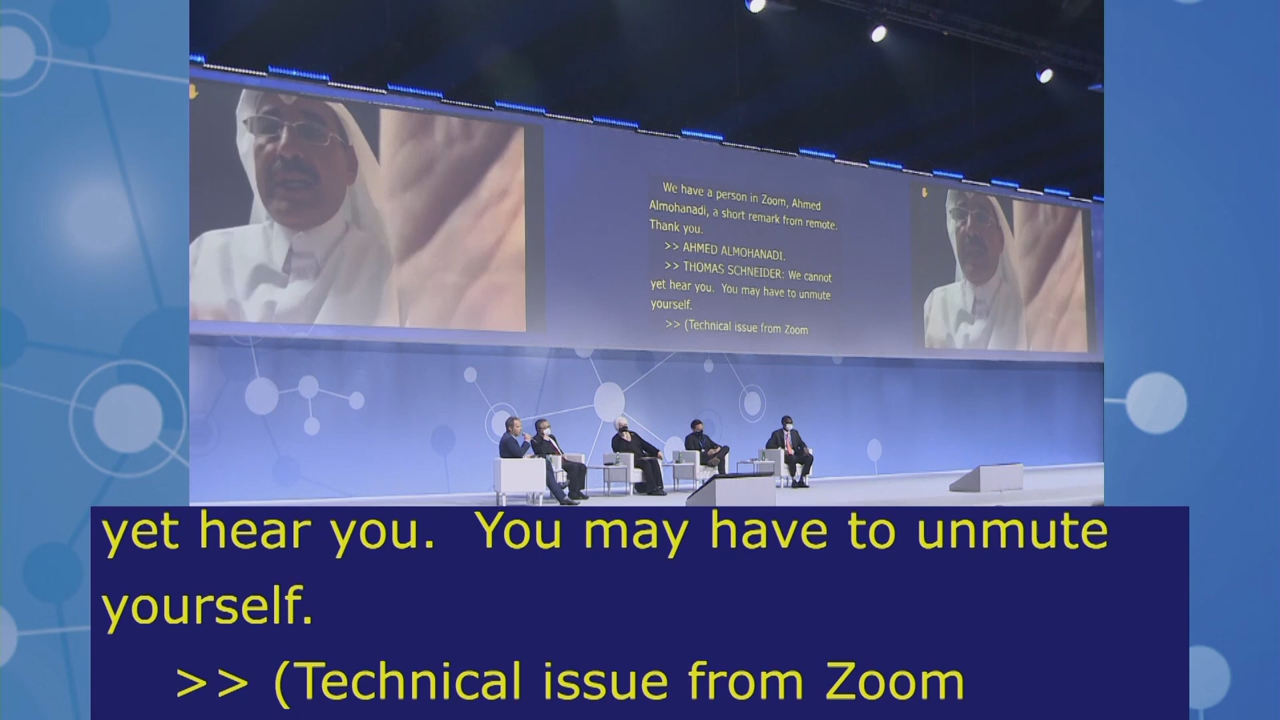 We have a person in Zoom, Ahmed
Almohanadi, a short remark from remote.
Thank you.
>> AHMED ALMOHANADI.
>> THOMAS SCHNEIDER: We cannot
yet hear you.  You may have to unmute
yourself.
>> (Technical issue from Zoom
yet hear you.  You may have to unmute
yourself.
>> (Technical issue from Zoom